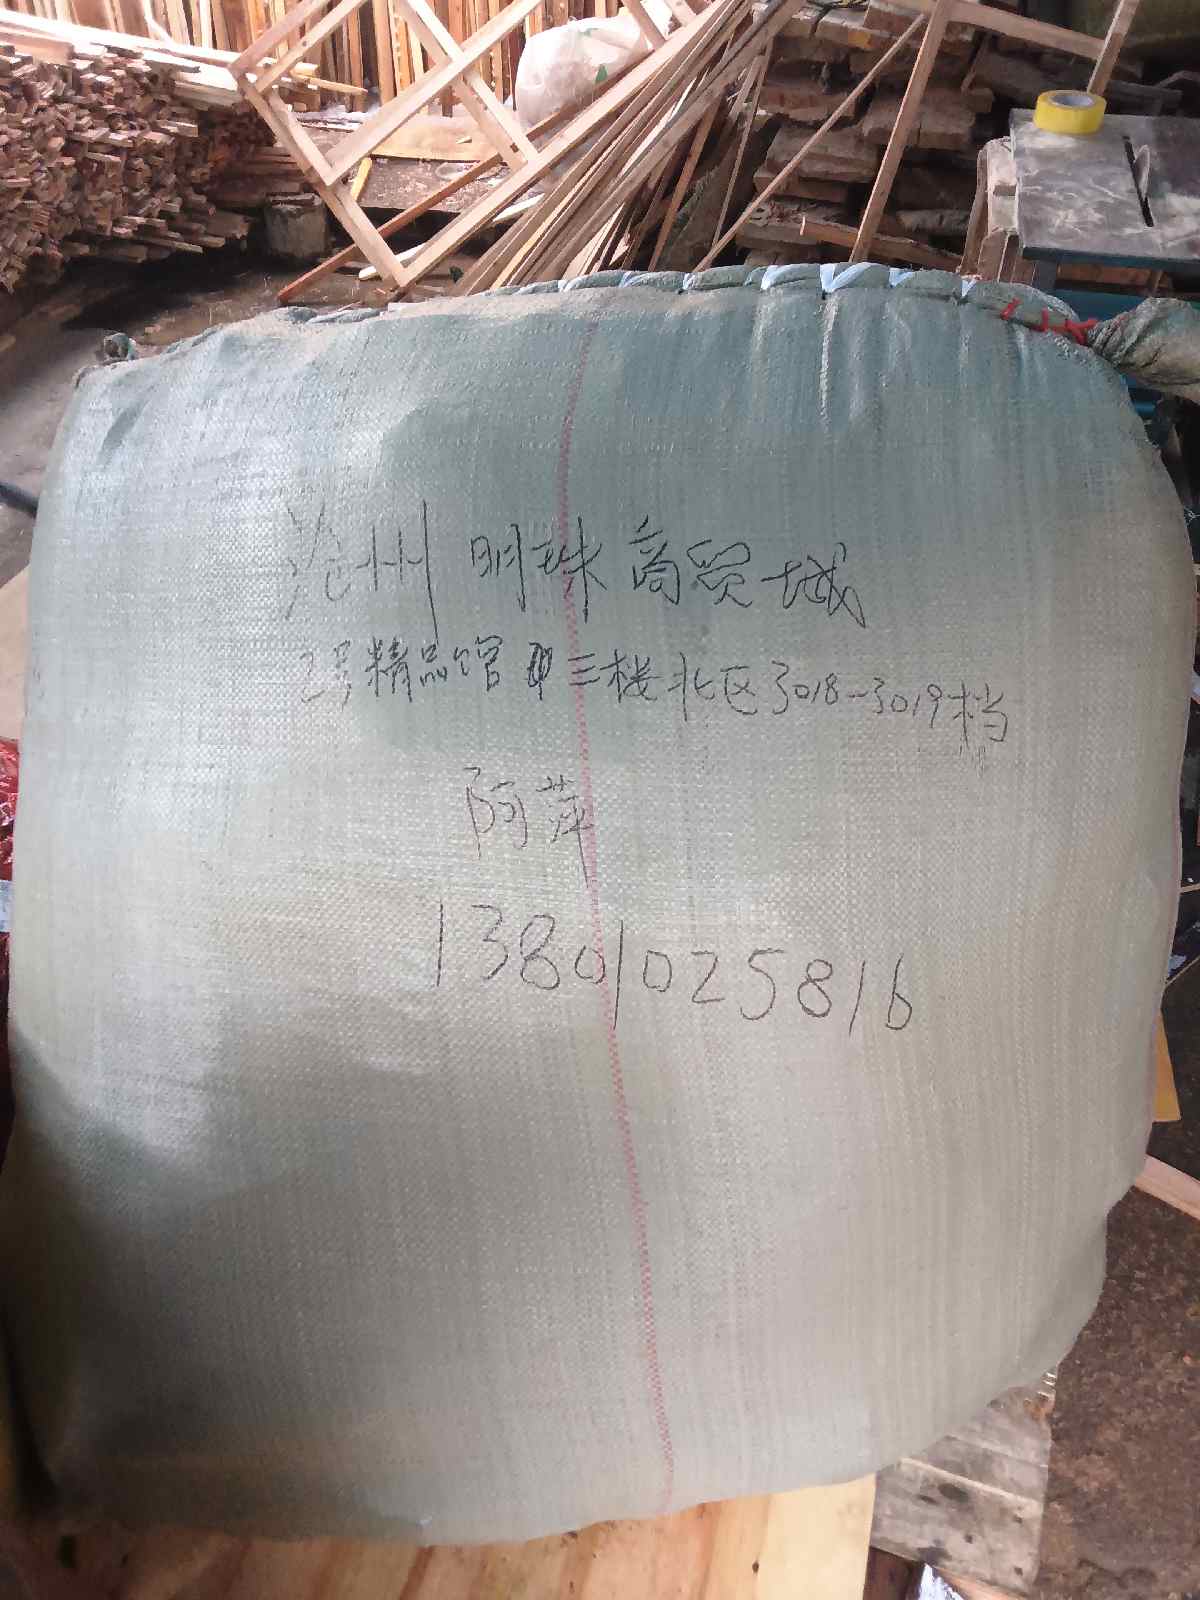 沧州 明珠商贸城
2号精品馆 三楼北区3018-3019档
阿萍
13801025816